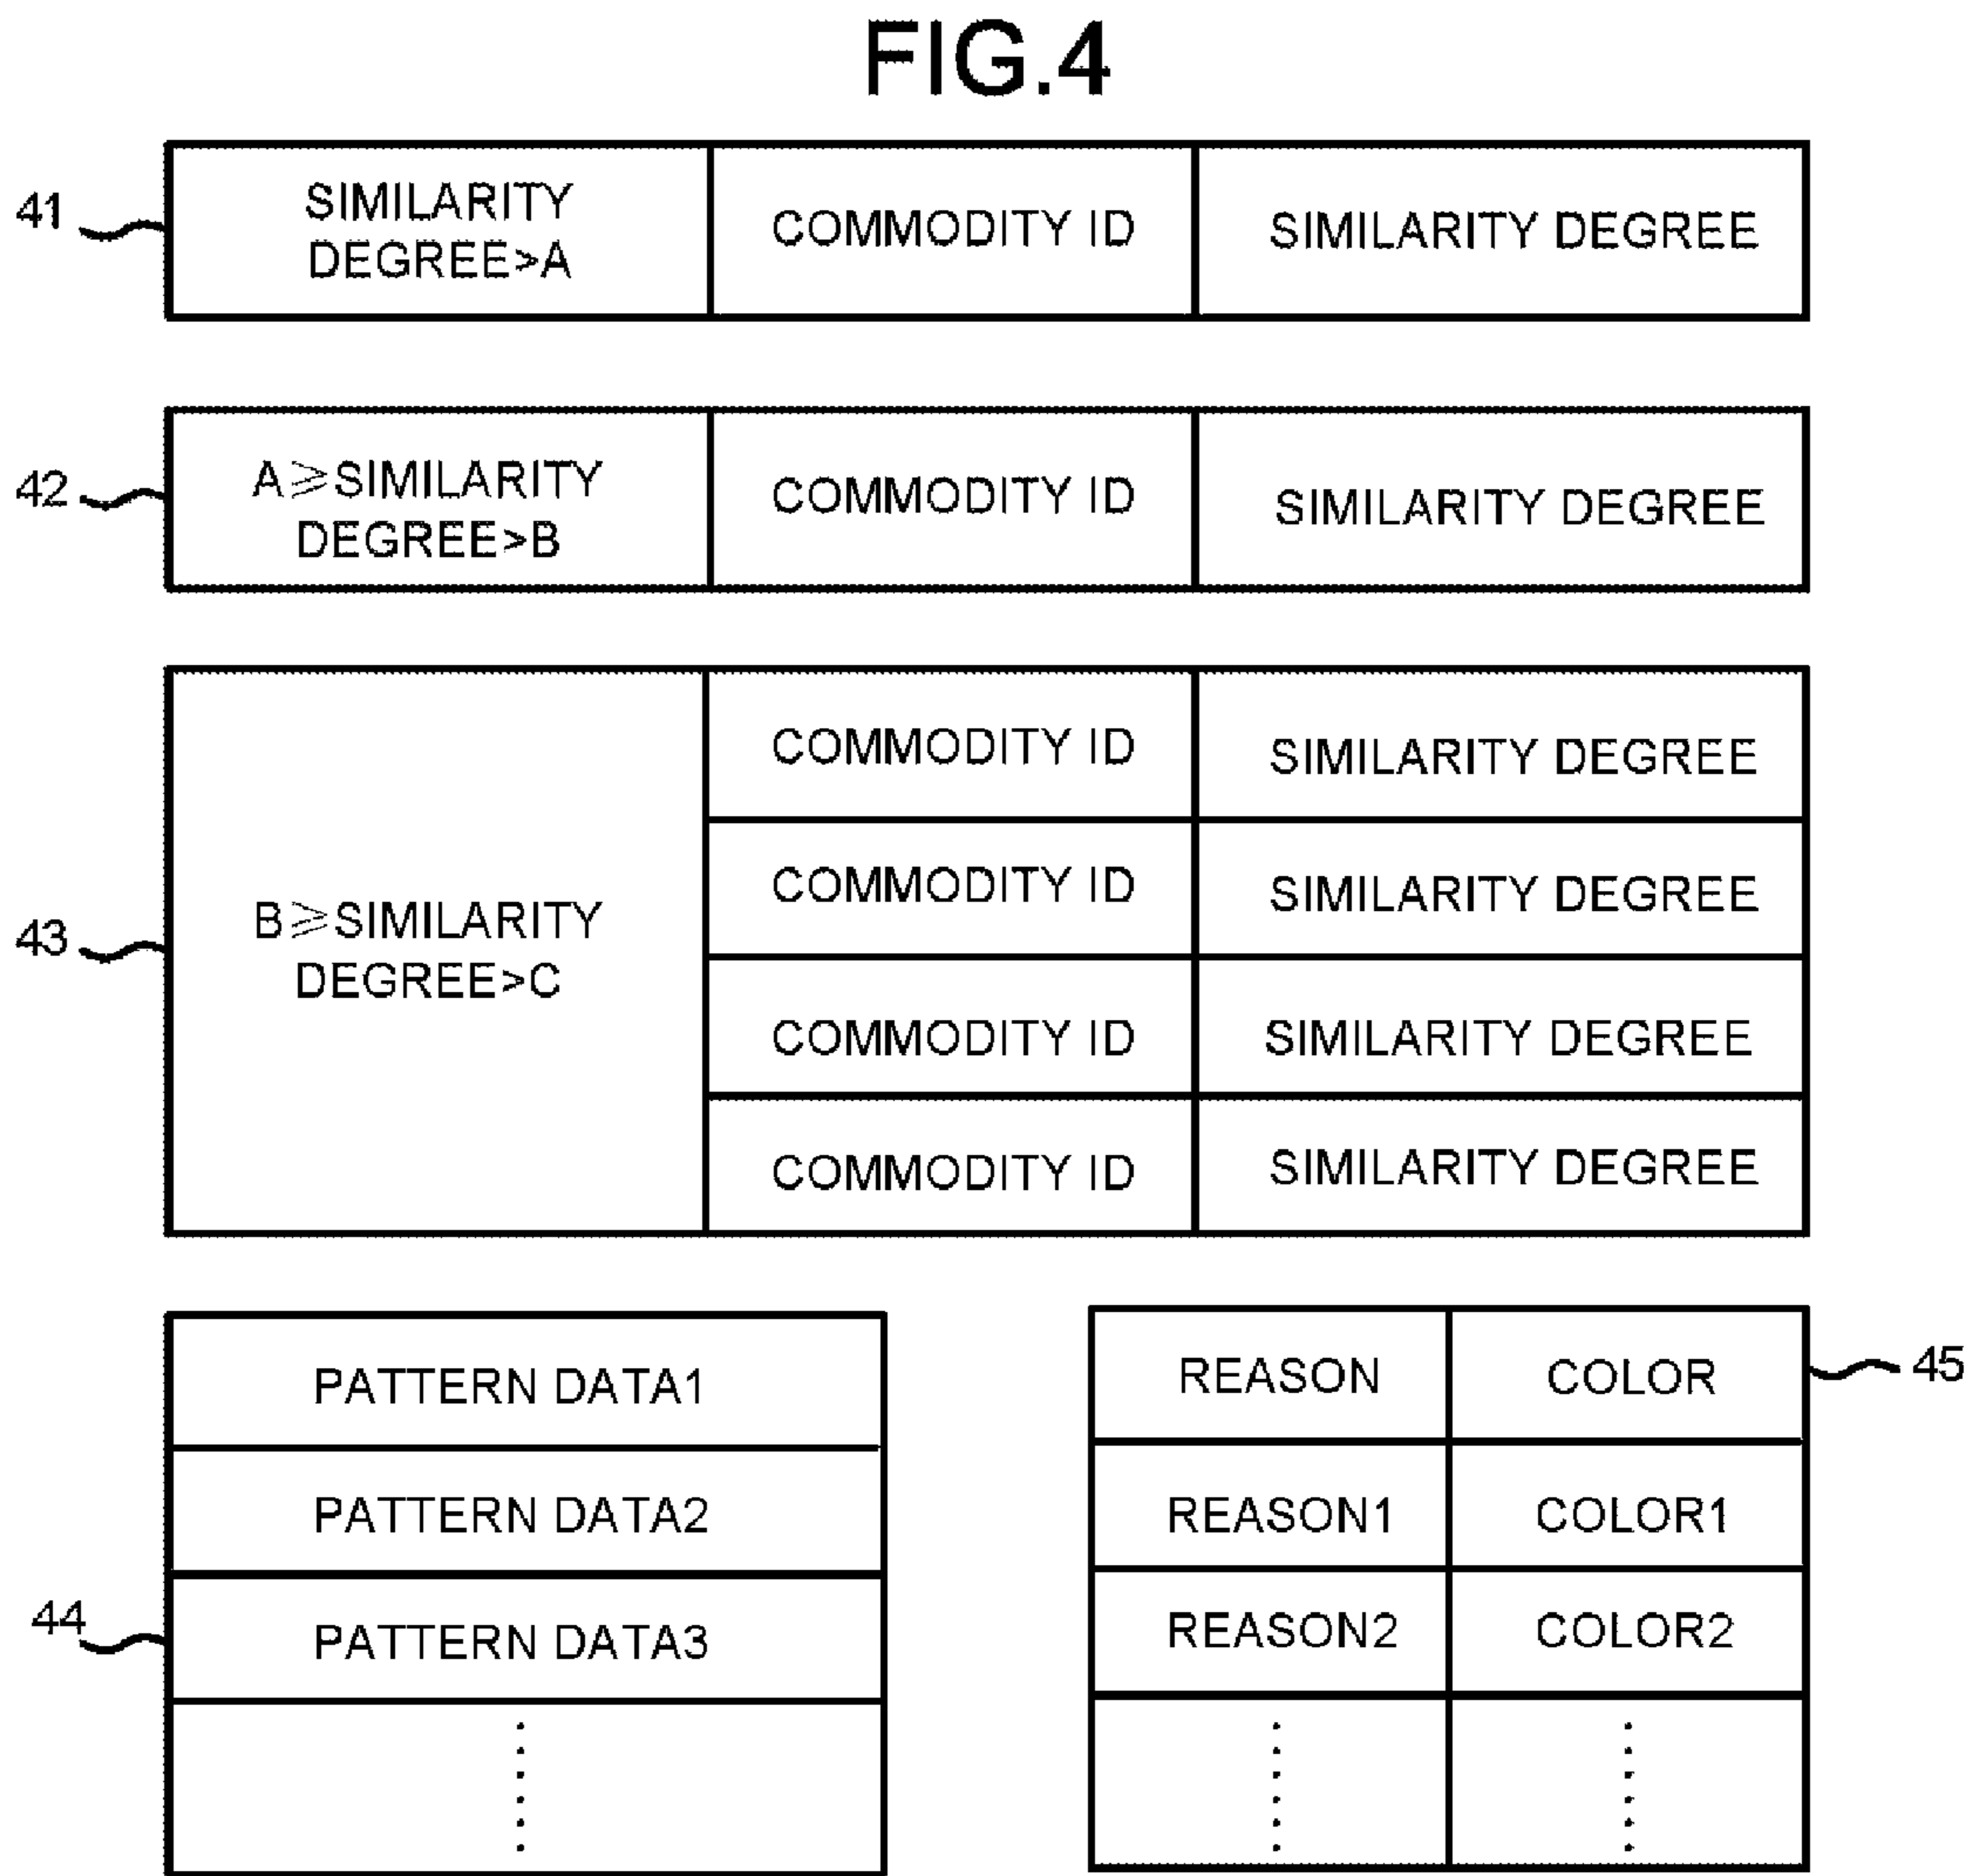 FIG.4
41
SIMILARITY
DEGREE>A
COMMODITY ID
SIMILARITY DEGREE
42
A≥SIMILARITY
DEGREE>B
COMMODITY ID
SIMILARITY DEGREE
43
B≥SIMILARITY
DEGREE>C
COMMODITY ID
SIMILARITY DEGREE
COMMODITY ID
SIMILARITY DEGREE
COMMODITY ID
SIMILARITY DEGREE
COMMODITY ID
SIMILARITY DEGREE
44
PATTERN DATA1
PATTERN DATA2
PATTERN DATA3
45
REASON
COLOR
REASON1
COLOR1
REASON2
COLOR2